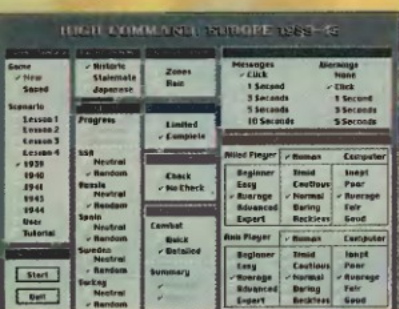 HIGH COMMAND: EUROPE 1939-45
Game
✓ New
Saved
Scenario
Lesson 1
Lesson 2
Lesson 3
Lesson 4
✓ 1939
1940
1941
1943
1944
User
Tutorial
Start
Quit
✓ Historic
Stalemate
Japanese
Progress
USA
Neutral
✓ Random
Russia
Neutral
✓ Random
Spain
Neutral
✓ Random
Sweden
Neutral
✓ Random
Turkey
Neutral
✓ Random
Zones
Rain
Limited
✓ Complete
Check
✓ No Check
Combat
Quick
✓ Detailed
Summary
✓
✓
Messages
✓ Click
1 Second
3 Seconds
5 Seconds
10 Seconds
Warnings
None
✓ Click
1 Second
3 Seconds
5 Seconds
Allied Player ✓ Human Computer
Beginner Timid Inept
Easy Cautious Poor
✓ Average ✓ Normal ✓ Average
Advanced Daring Fair
Expert Reckless Good
Axis Player ✓ Human Computer
Beginner Timid Inept
Easy Cautious Poor
✓ Average ✓ Normal ✓ Average
Advanced Daring Fair
Expert Reckless Good